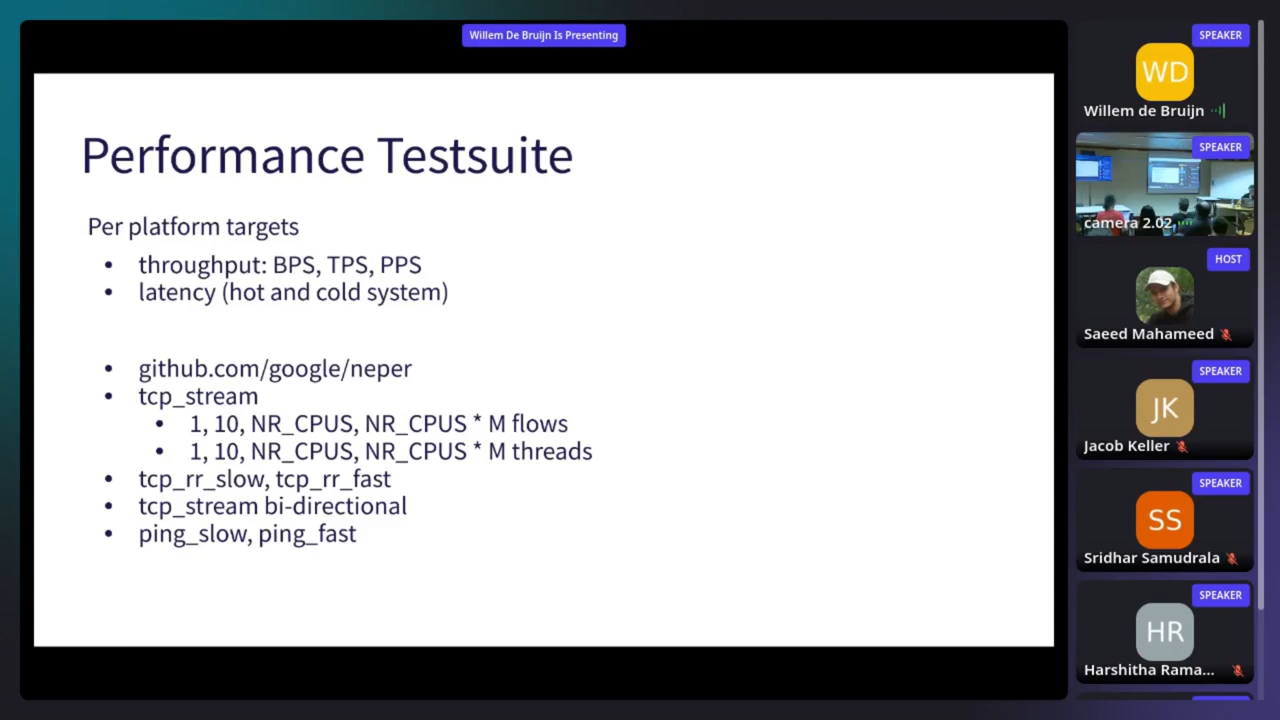 Willem De Bruijn Is Presenting
Performance Testsuite
Per platform targets
• throughput: BPS, TPS, PPS
• latency (hot and cold system)
• github.com/google/neper
• tcp_stream
• 1, 10, NR_CPUS, NR_CPUS * M flows
• 1, 10, NR_CPUS, NR_CPUS * M threads
• tcp_rr_slow, tcp_rr_fast
• tcp_stream bi-directional
• ping_slow, ping_fast
SPEAKER
WD
Willem de Bruijn
SPEAKER
camera 2.02
HOST
Saeed Mahameed
SPEAKER
JK
Jacob Keller
SPEAKER
SS
Sridhar Samudrala
SPEAKER
HR
Harshitha Rama...